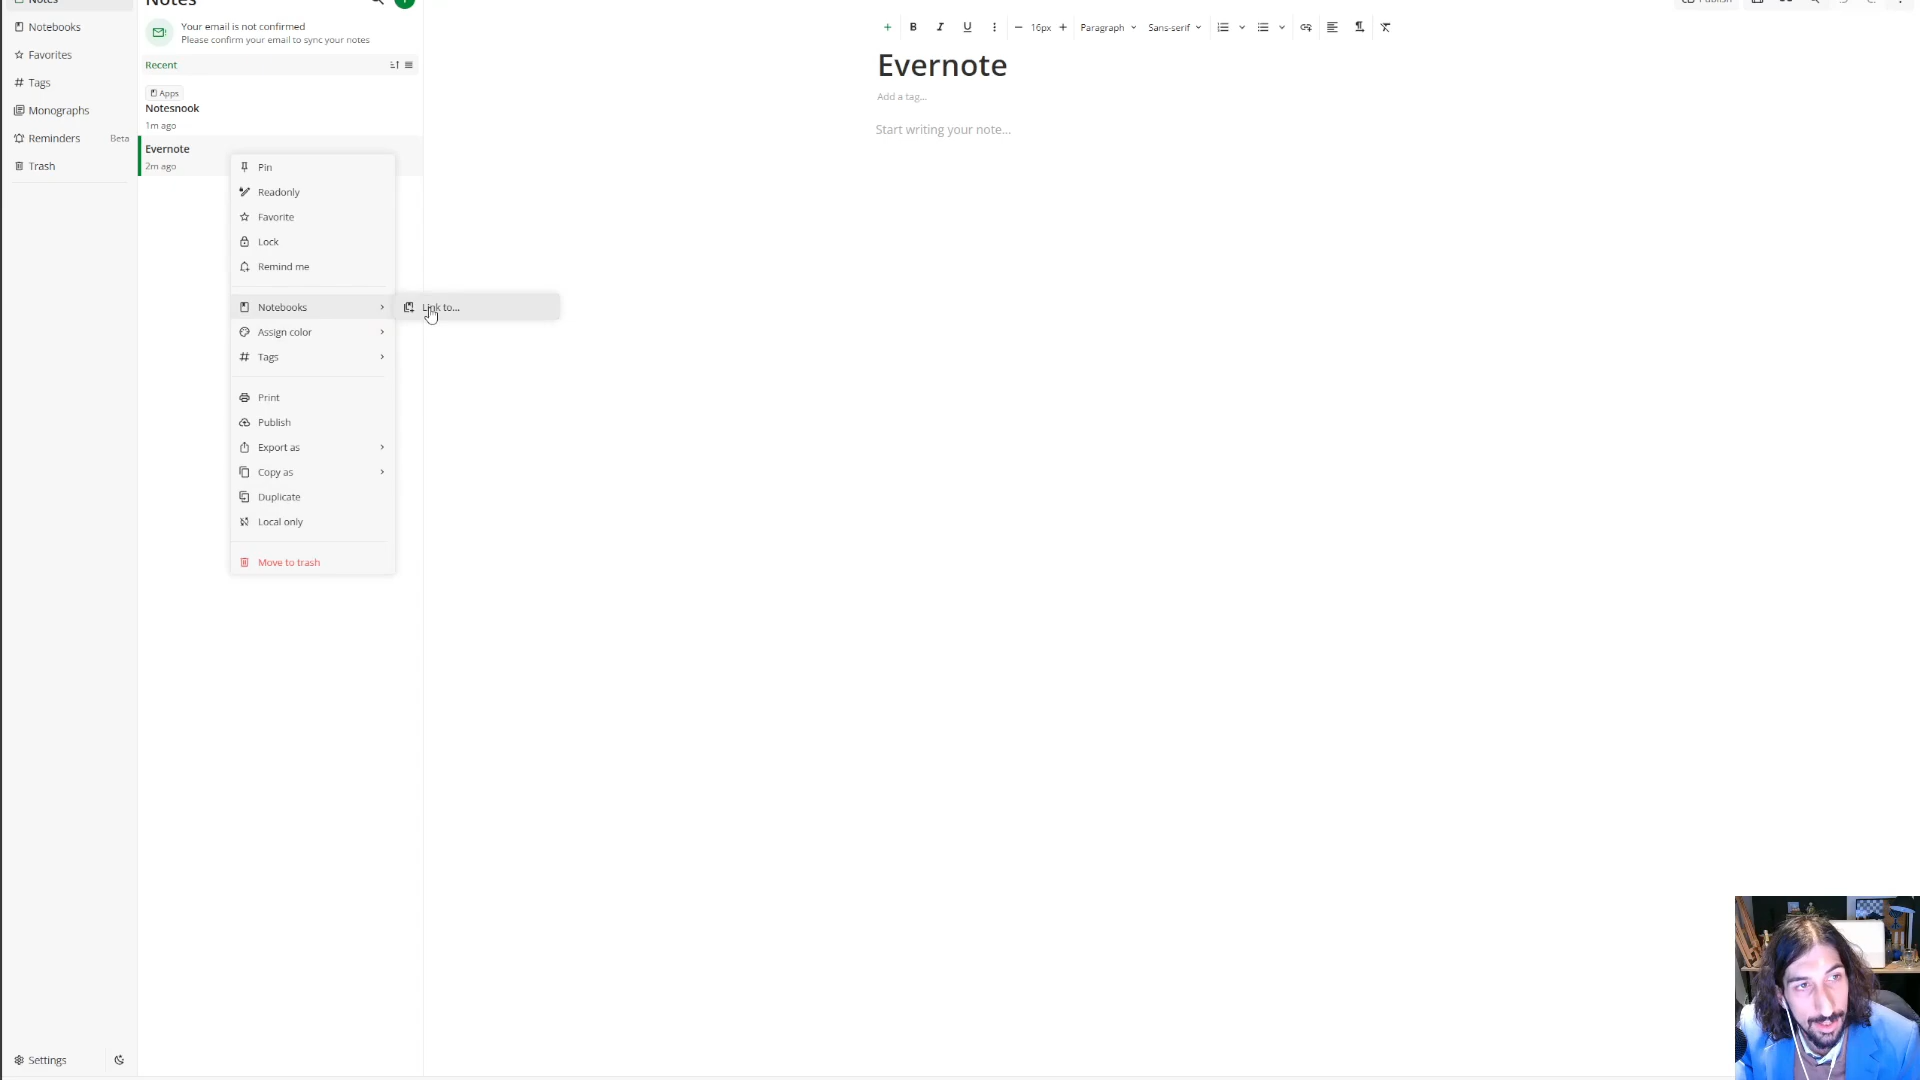 Notes
Notebooks
Favorites
Tags
Monographs
Reminders Beta
Trash
Settings
Notes
Your email is not confirmed
Please confirm your email to sync your notes
Recent
Apps
Notesnook
1m ago
Evernote
2m ago
Pin
Readonly
Favorite
Lock
Remind me
Notebooks
Link to...
Assign color
Tags
Print
Publish
Export as
Copy as
Duplicate
Local only
Move to trash
Publish
16px Paragraph Sans-serif
Evernote
Add a tag...
Start writing your note...